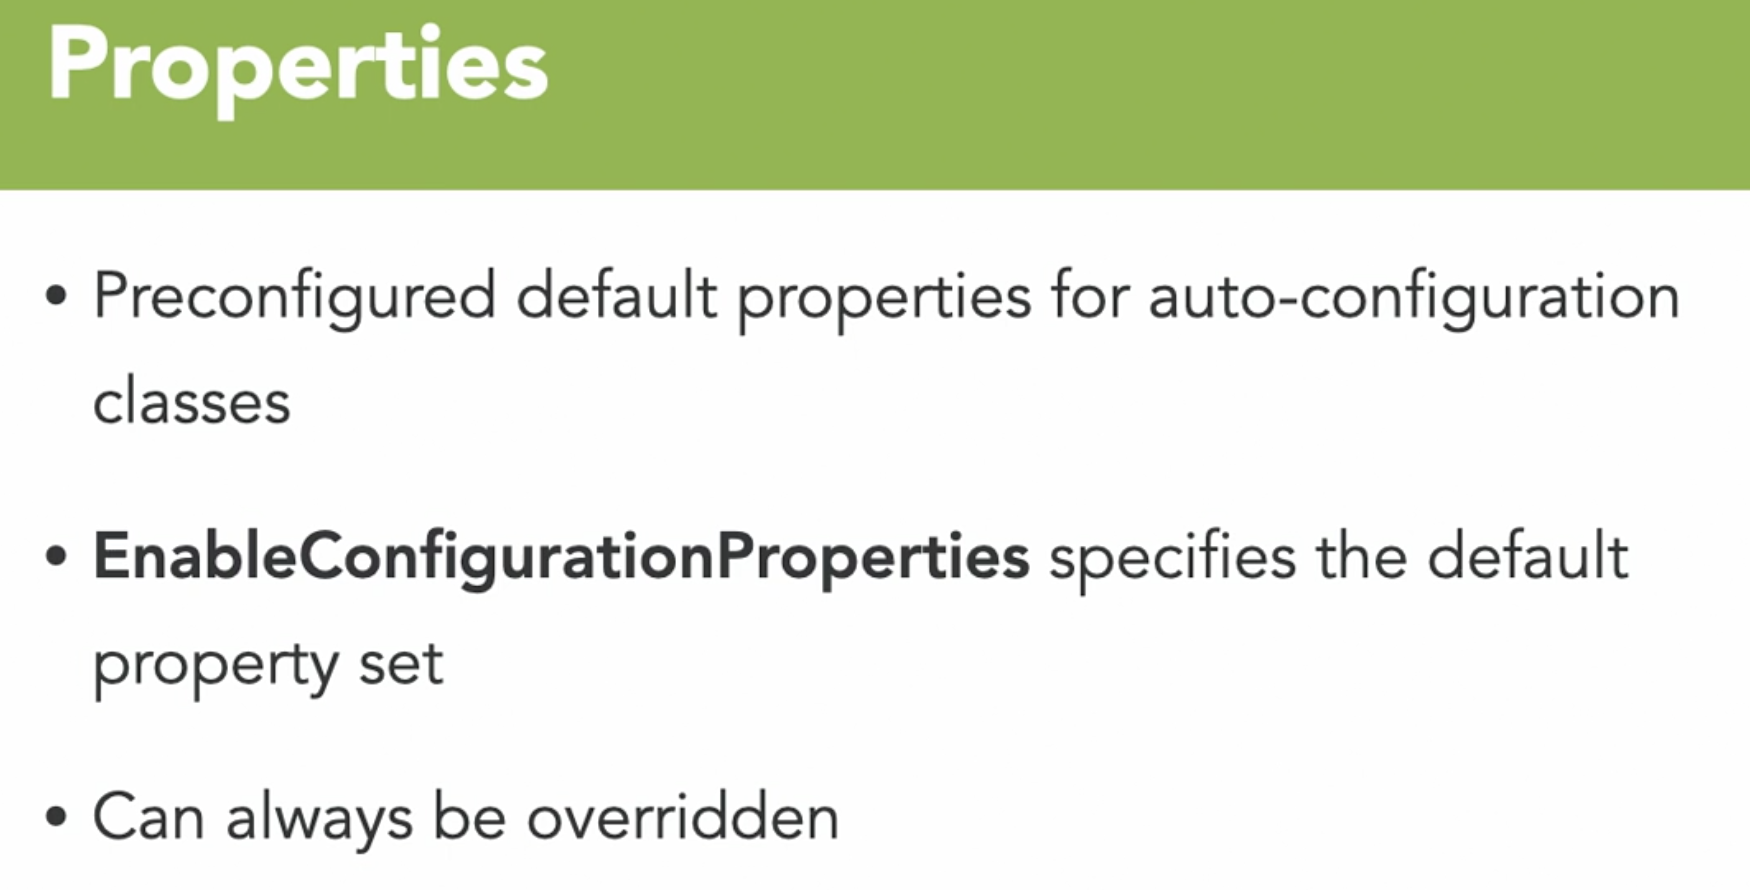 Properties
• Preconfigured default properties for auto-configuration
classes
• EnableConfigurationProperties specifies the default
property set
• Can always be overridden